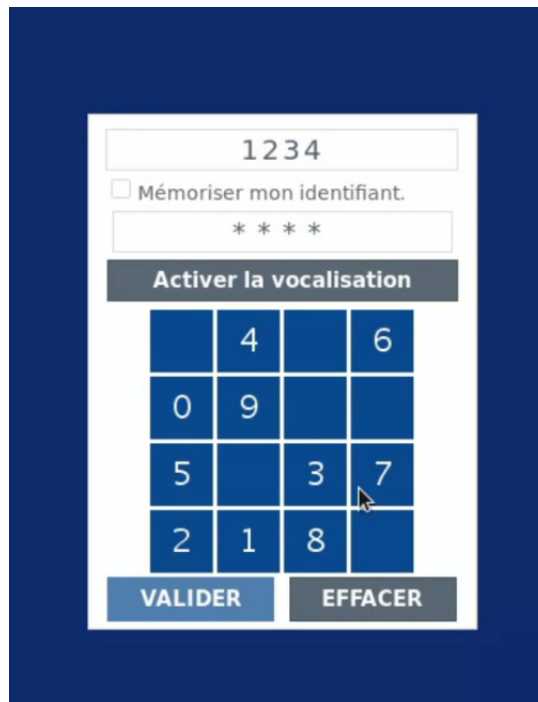 1234
Mémoriser mon identifiant.
* * * *
Activer la vocalisation
4 6
0 9
5 3 7
2 1 8
VALIDER EFFACER